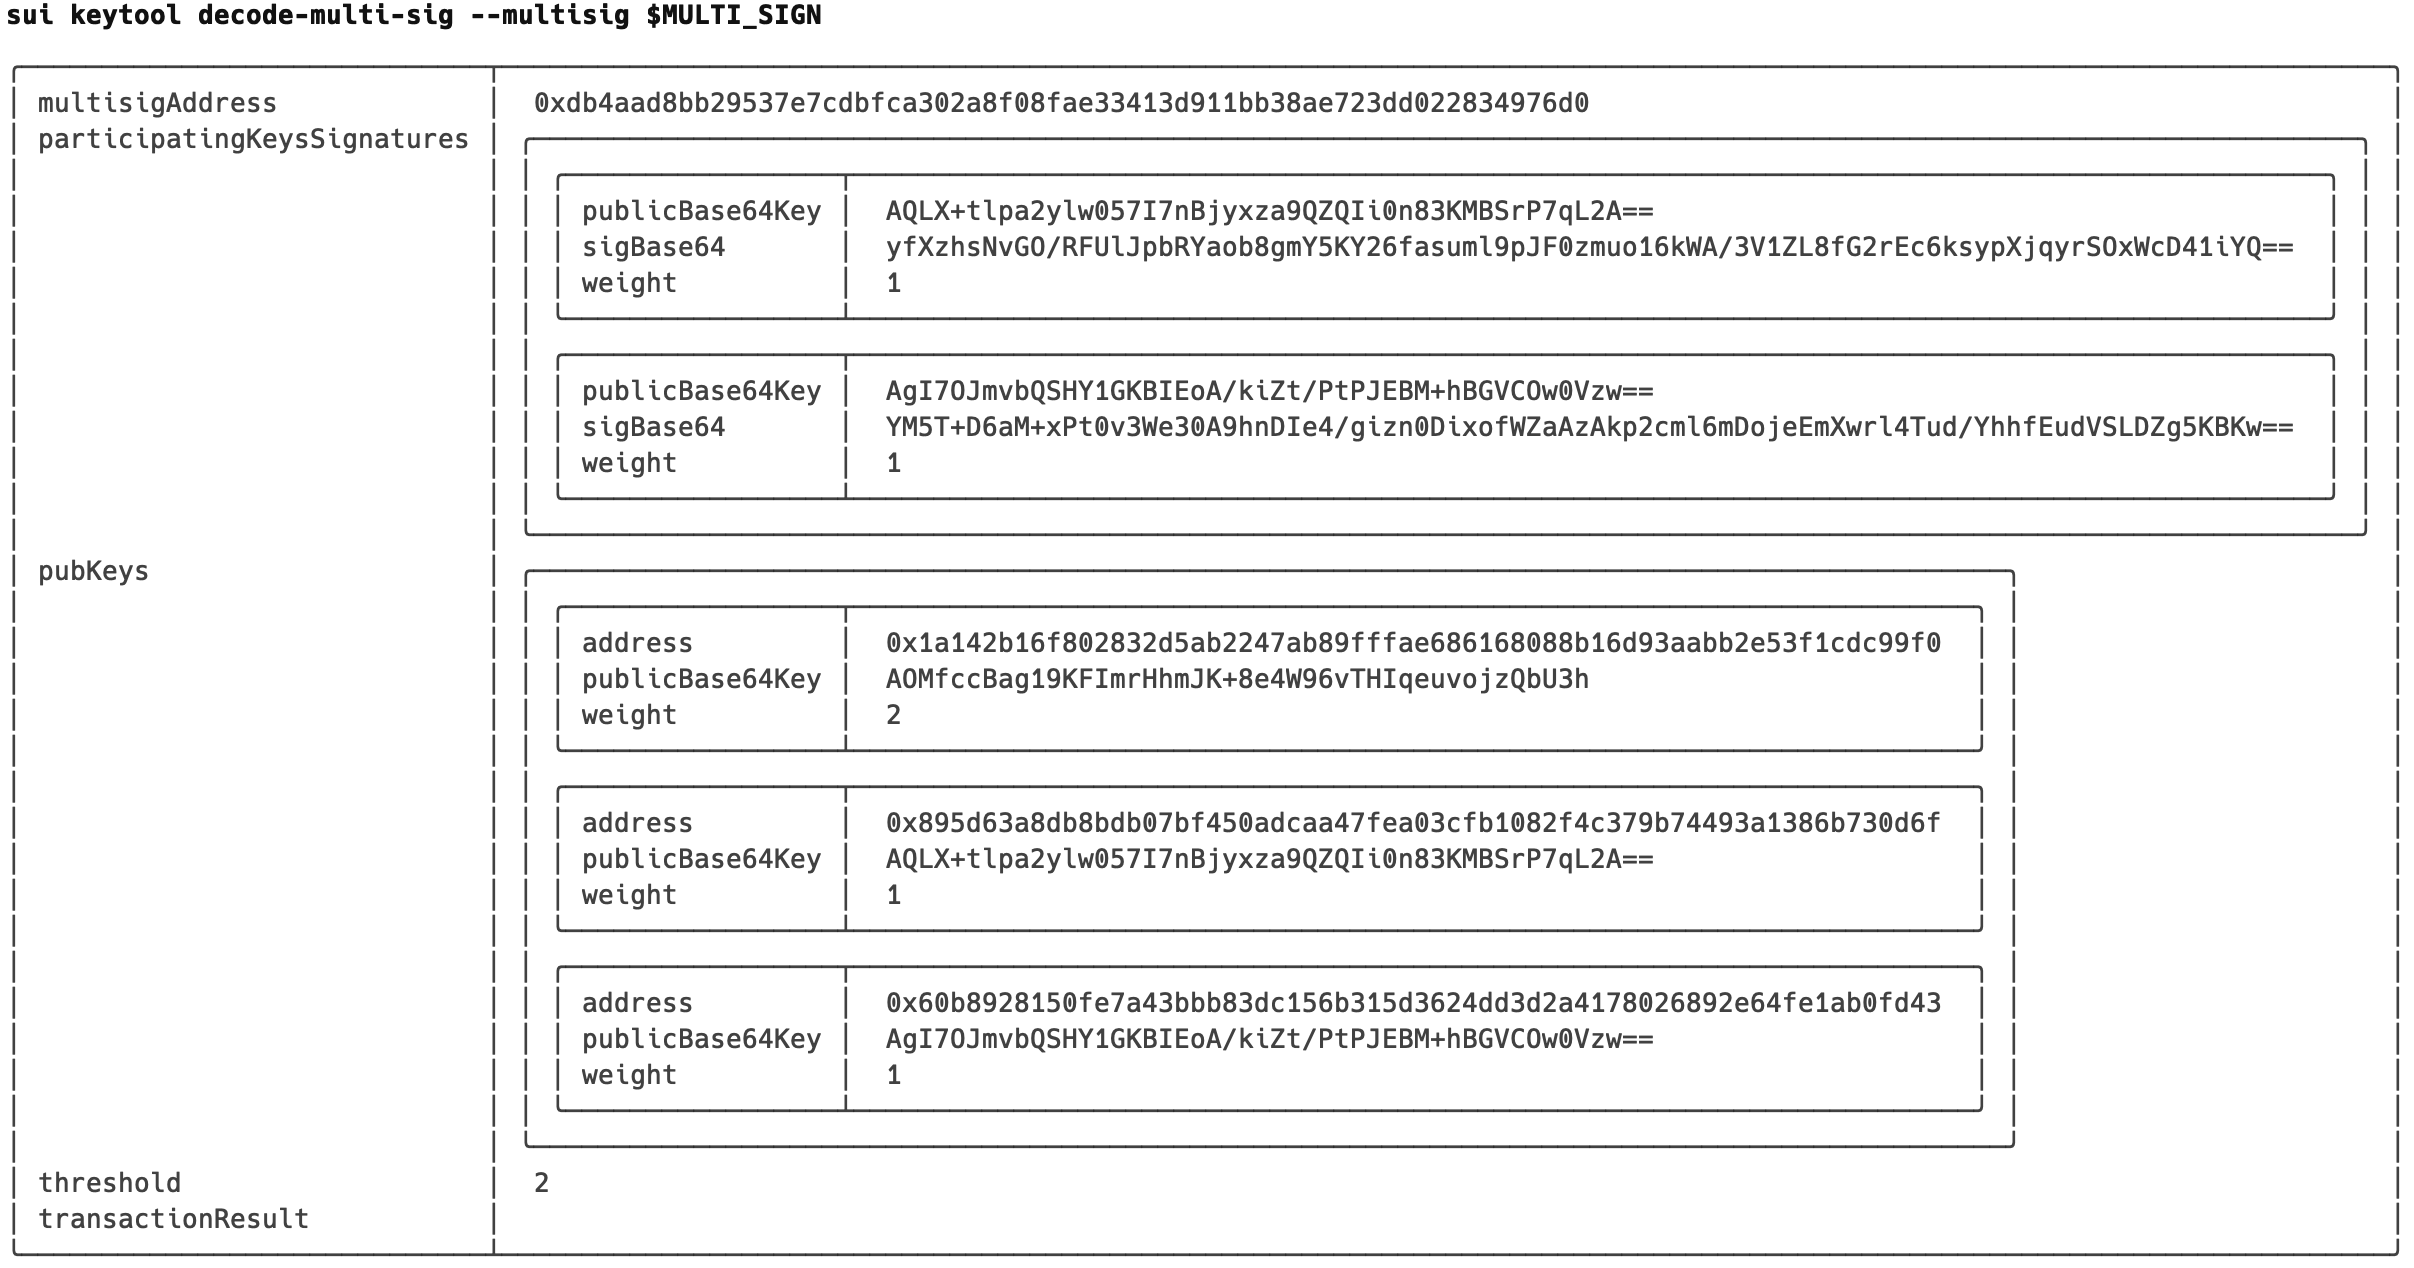 sui keytool decode-multi-sig --multisig $MULTI_SIGN
multisigAddress 0xdb4aad8bb29537e7cdbfca302a8f08fae33413d911bb38ae723dd022834976d0
participatingKeysSignatures
publicBase64Key AQLX+tlpa2ylw057I7nBjyxza9QZQIi0n83KMBSrP7qL2A==
sigBase64 yfXzhsNvGO/RFUlJpbRYaob8gmY5KY26fasuml9pJF0zmuo16kWA/3V1ZL8fG2rEc6ksypXjqyrSOxWcD41iYQ==
weight 1
publicBase64Key AgI7OJmvbQSHY1GKBIEoA/kiZt/PtPJEBM+hBGVCOw0Vzw==
sigBase64 YM5T+D6aM+xPt0v3We30A9hnDIe4/gizn0DixofWZaAzAkp2cml6mDojeEmXwrl4Tud/YhhfEudVSLDZg5KBKw==
weight 1
pubKeys
address 0x1a142b16f802832d5ab2247ab89fffae686168088b16d93aabb2e53f1cdc99f0
publicBase64Key AOMfccBag19KFImrHhmJK+8e4W96vTHIqeuvojzQbU3h
weight 2
address 0x895d63a8db8bdb07bf450adcaa47fea03cfb1082f4c379b74493a1386b730d6f
publicBase64Key AQLX+tlpa2ylw057I7nBjyxza9QZQIi0n83KMBSrP7qL2A==
weight 1
address 0x60b8928150fe7a43bbb83dc156b315d3624dd3d2a4178026892e64fe1ab0fd43
publicBase64Key AgI7OJmvbQSHY1GKBIEoA/kiZt/PtPJEBM+hBGVCOw0Vzw==
weight 1
threshold 2
transactionResult